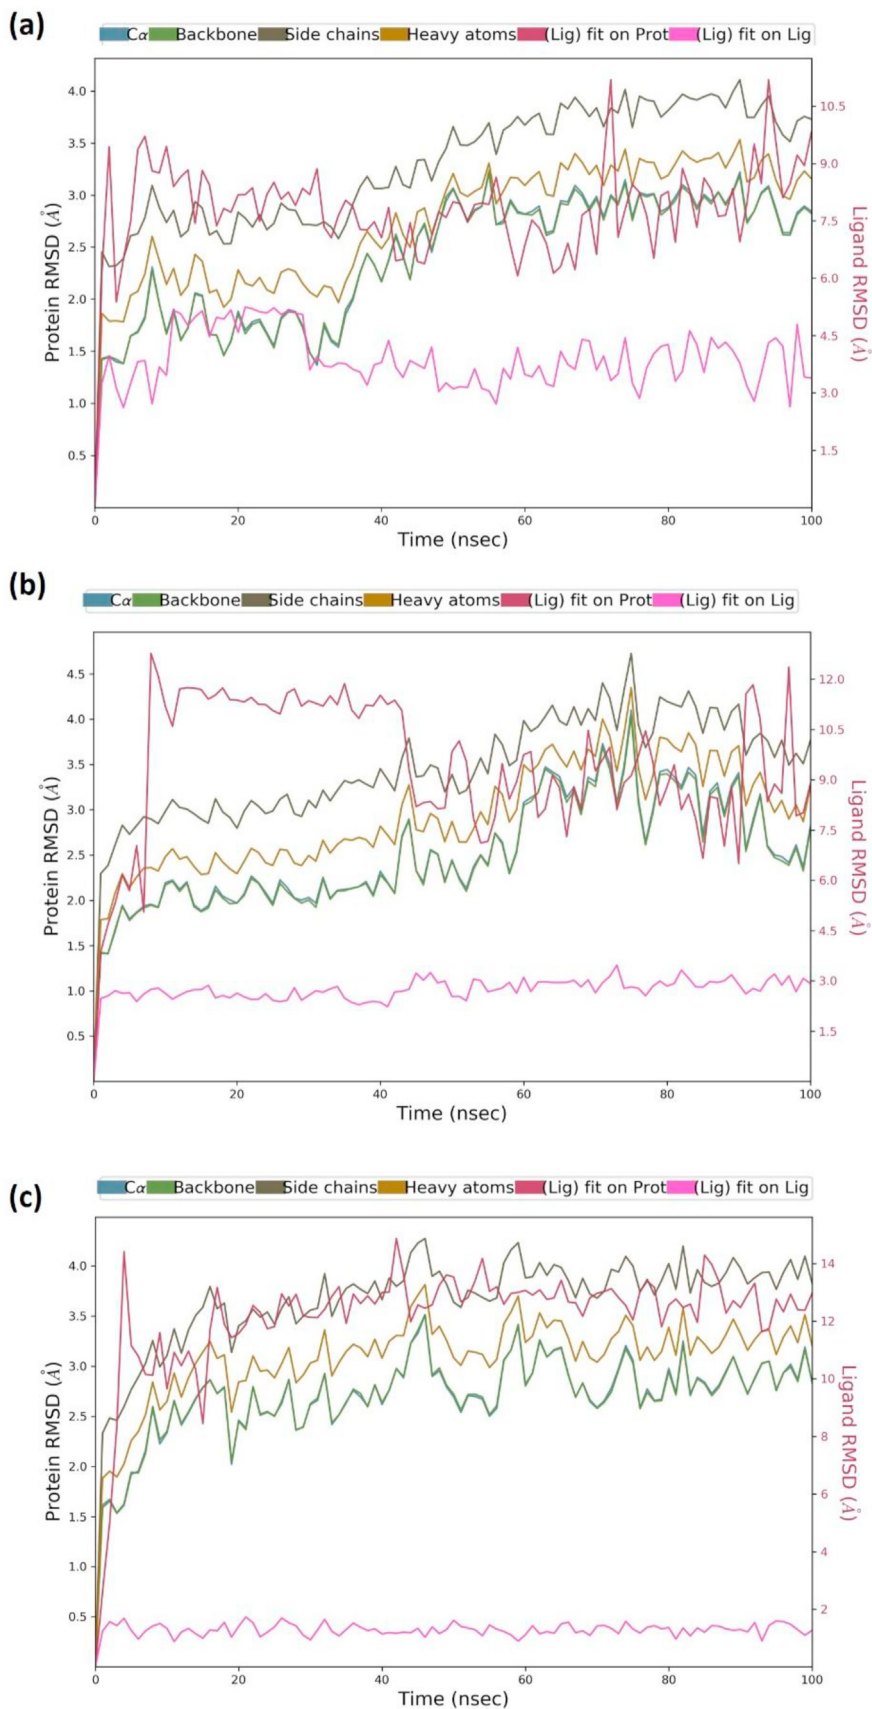 (a)
Cα Backbone Side chains Heavy atoms (Lig) fit on Prot (Lig) fit on Lig
4.0
3.5
3.0
2.5
2.0
1.5
1.0
0.5
Protein RMSD (Å)
10.5
9.0
7.5
6.0
4.5
3.0
1.5
Ligand RMSD (Å)
0 20 40 60 80 100
Time (nsec)
(b)
Cα Backbone Side chains Heavy atoms (Lig) fit on Prot (Lig) fit on Lig
4.5
4.0
3.5
3.0
2.5
2.0
1.5
1.0
0.5
Protein RMSD (Å)
12.0
10.5
9.0
7.5
6.0
4.5
3.0
1.5
Ligand RMSD (Å)
0 20 40 60 80 100
Time (nsec)
(c)
Cα Backbone Side chains Heavy atoms (Lig) fit on Prot (Lig) fit on Lig
4.0
3.5
3.0
2.5
2.0
1.5
1.0
0.5
Protein RMSD (Å)
14
12
10
8
6
4
2
Ligand RMSD (Å)
0 20 40 60 80 100
Time (nsec)